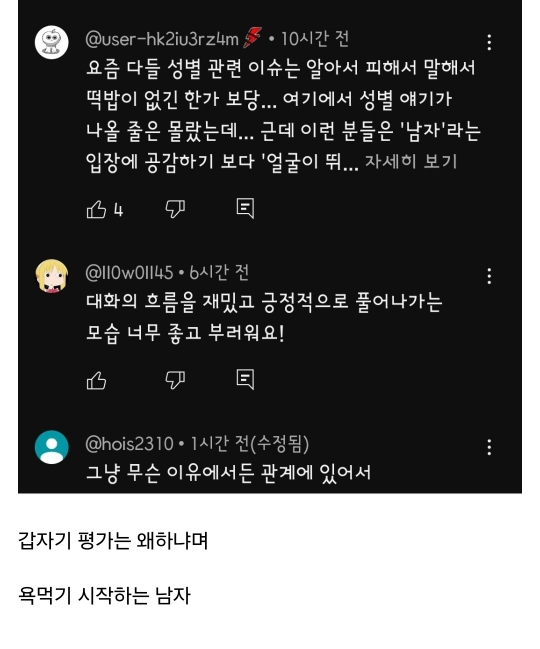 @user-hk2iu3rz4m • 10시간 전
요즘 다들 성별 관련 이슈는 알아서 피해서 말해서
떡밥이 없긴 한가 보당... 여기에서 성별 얘기가
나올 줄은 몰랐는데... 근데 이런 분들은 '남자'라는
입장에 공감하기 보다 '얼굴이 뛰... 자세히 보기
4
@ll0w0ll45 • 6시간 전
대화의 흐름을 재밌고 긍정적으로 풀어나가는
모습 너무 좋고 부러워요!
@hois2310 • 1시간 전(수정됨)
그냥 무슨 이유에서든 관계에 있어서
갑자기 평가는 왜하냐며
욕먹기 시작하는 남자